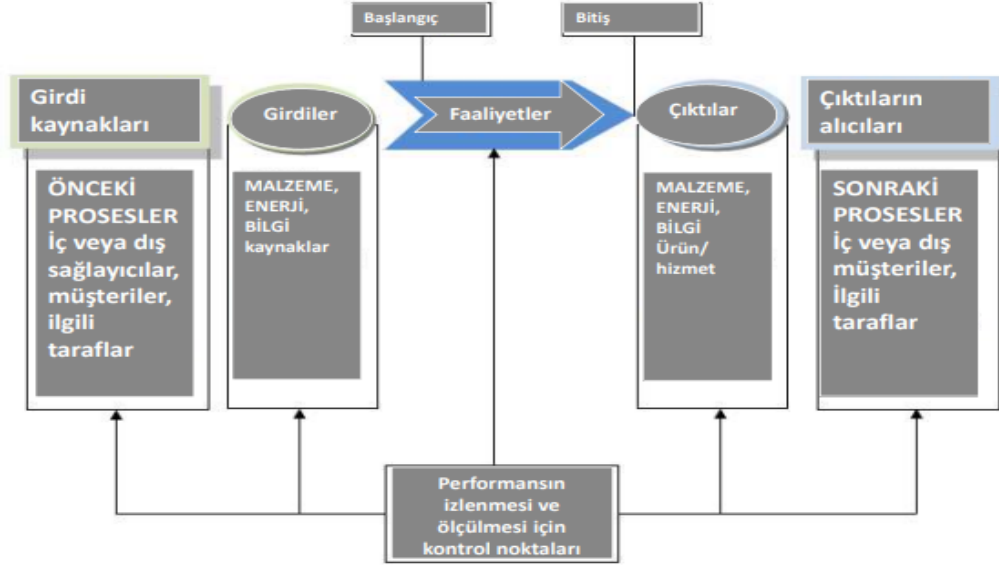 Başlangıç
Bitiş
Girdi
kaynakları
Girdiler
Faaliyetler
Çıktılar
Çıktıların
alıcıları
ÖNCEKİ
PROSESLER
İç veya dış
sağlayıcılar,
müşteriler,
ilgili
taraflar
MALZEME,
ENERJİ,
BİLGİ
kaynaklar
MALZEME,
ENERJİ,
BİLGİ
Ürün/
hizmet
SONRAKİ
PROSESLER
İç veya dış
müşteriler,
İlgili
taraflar
Performansın
izlenmesi ve
ölçülmesi için
kontrol noktaları